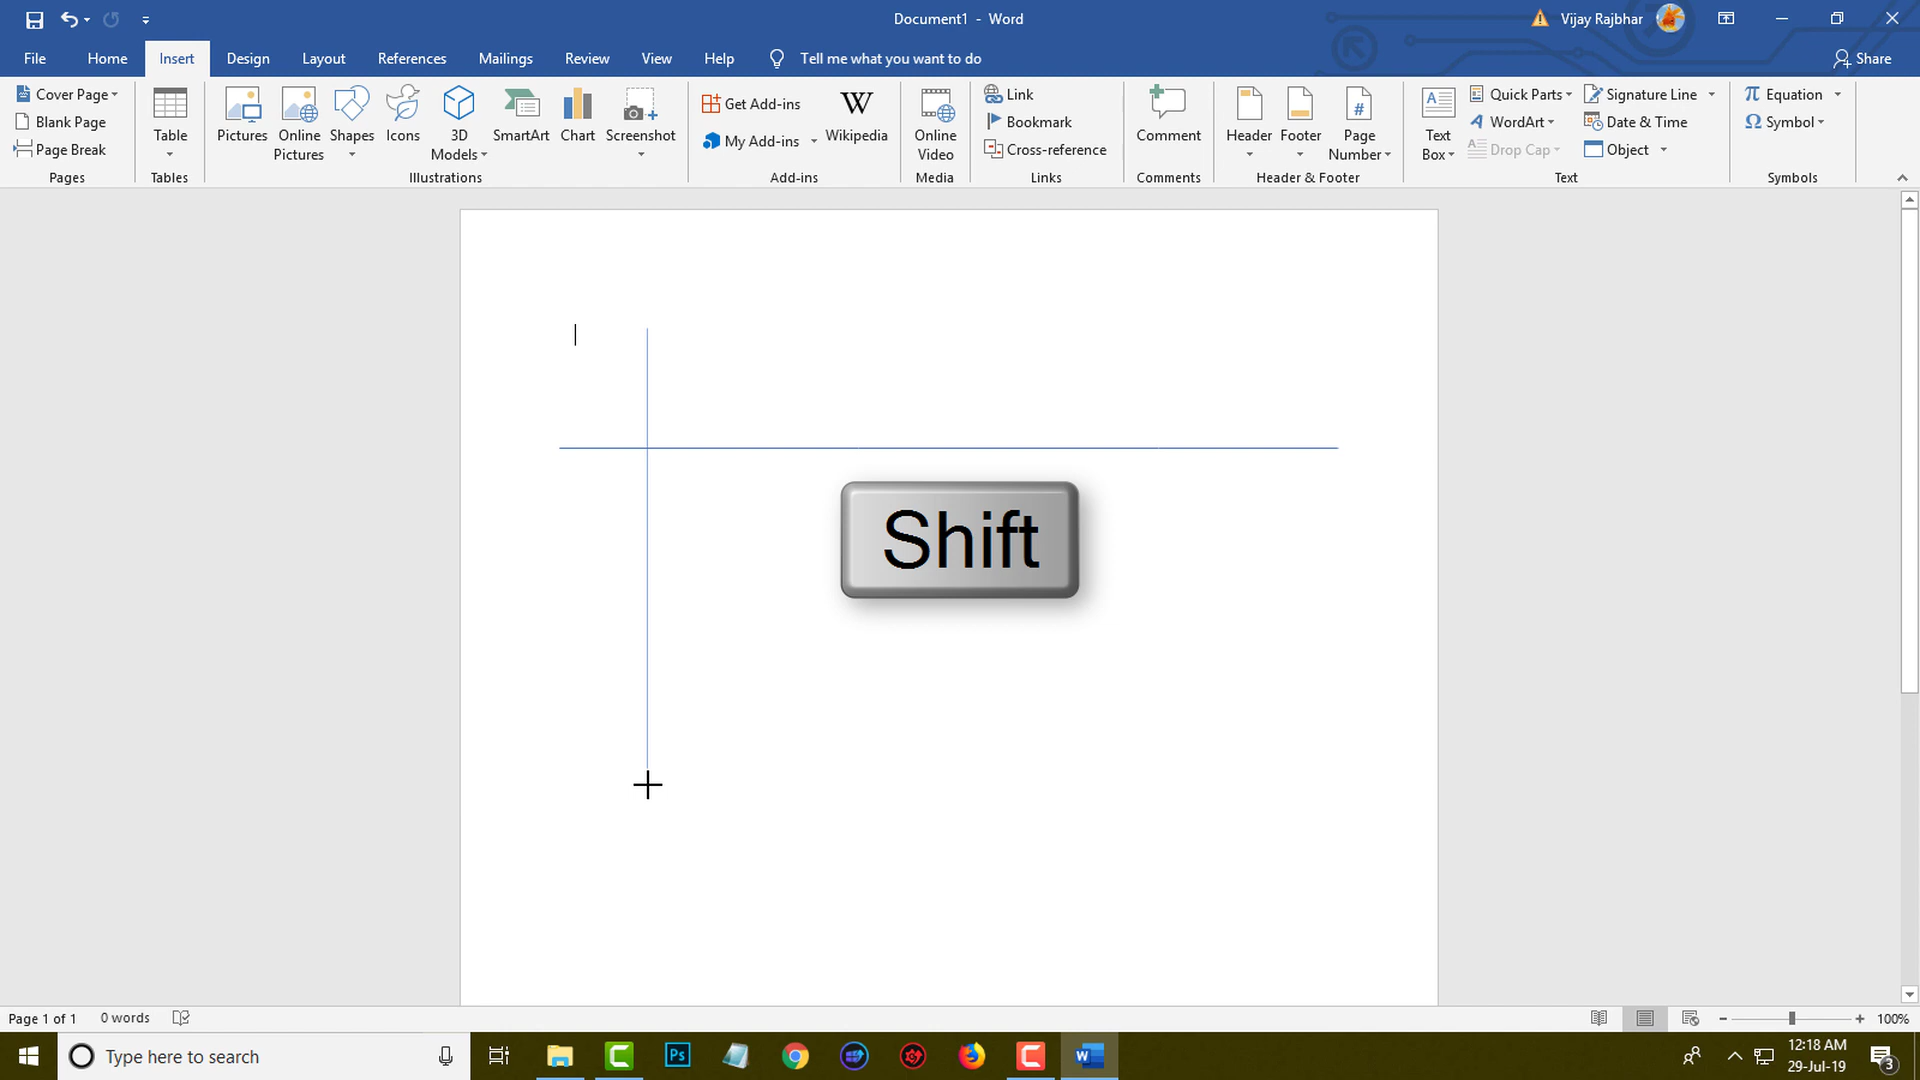 Document1 - Word
Vijay Rajbhar
File Home Insert Design Layout References Mailings Review View Help Tell me what you want to do Share
Cover Page
Blank Page
Page Break
Pages
Table
Tables
Pictures
Online Pictures
Shapes
Icons
3D Models
SmartArt
Chart
Screenshot
Illustrations
Get Add-ins
My Add-ins
Wikipedia
Add-ins
Online Video
Media
Link
Bookmark
Cross-reference
Links
Comment
Comments
Header
Footer
Page Number
Header & Footer
Text Box
Quick Parts
WordArt
Drop Cap
Signature Line
Date & Time
Object
Text
Equation
Symbol
Symbols
Shift
Page 1 of 1 0 words 100%
Type here to search
Ps
12:18 AM
29-Jul-19
3